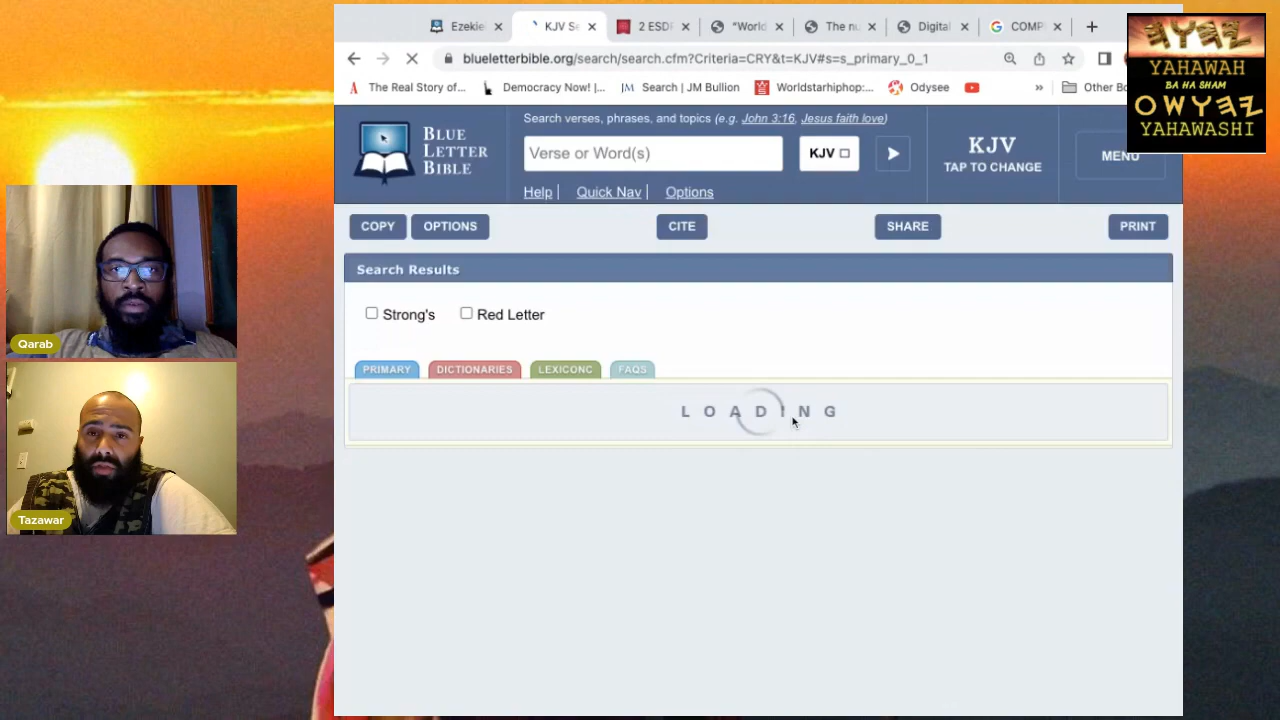 Ezekie
KJV Se
2 ESDR
"World
The nu
Digital
COMP
blueletterbible.org/search/search.cfm?Criteria=CRY&t=KJV#s=s_primary_0_1
The Real Story of...
Democracy Now! |...
JM Search | JM Bullion
Worldstarhiphop:...
Odysee
»
Other Bo
YAHAWAH
BA HA SHAM
YAHAWASHI
BLUE
LETTER
BIBLE
Search verses, phrases, and topics (e.g. John 3:16, Jesus faith love)
Verse or Word(s)
KJV
Help | Quick Nav | Options
KJV
TAP TO CHANGE
MENU
COPY
OPTIONS
CITE
SHARE
PRINT
Search Results
Strong's
Red Letter
PRIMARY
DICTIONARIES
LEXICONC
FAQS
LOADING
Qarab
Tazawar